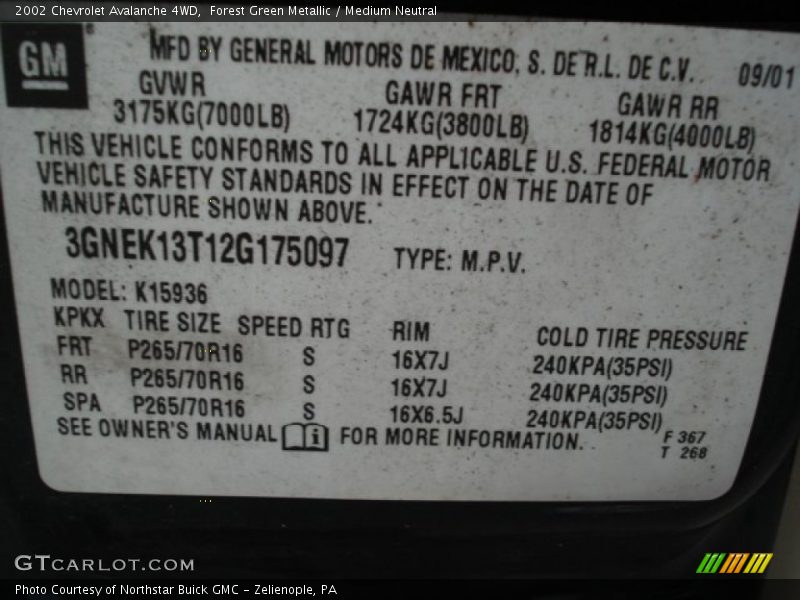 2002 Chevrolet Avalanche 4WD, Forest Green Metallic / Medium Neutral
GM
MFD BY GENERAL MOTORS DE MEXICO, S. DE R.L. DE C.V. 09/01
GVWR GAWR FRT GAWR RR
3175KG(7000LB) 1724KG(3800LB) 1814KG(4000LB)
THIS VEHICLE CONFORMS TO ALL APPLICABLE U.S. FEDERAL MOTOR
VEHICLE SAFETY STANDARDS IN EFFECT ON THE DATE OF
MANUFACTURE SHOWN ABOVE.
3GNEK13T12G175097 TYPE: M.P.V.
MODEL: K15936
KPKX TIRE SIZE SPEED RTG RIM COLD TIRE PRESSURE
FRT P265/70R16 S 16X7J 240KPA(35PSI)
RR P265/70R16 S 16X7J 240KPA(35PSI)
SPA P265/70R16 S 16X6.5J 240KPA(35PSI)
SEE OWNER'S MANUAL i FOR MORE INFORMATION.
F 367
T 268
GTCARLOT.COM
Photo Courtesy of Northstar Buick GMC - Zelienople, PA